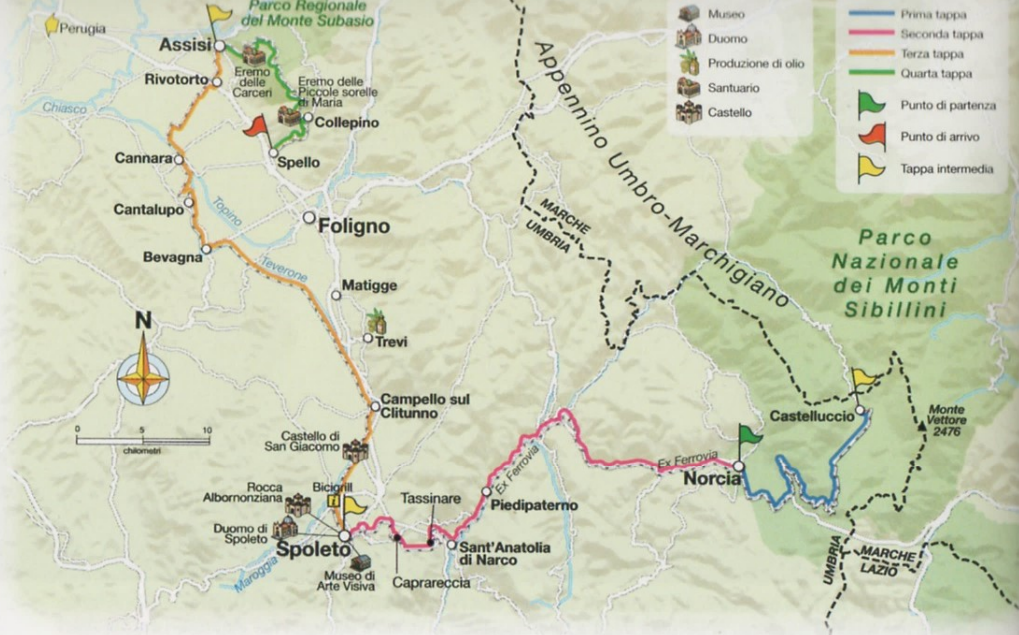 Parco Regionale
del Monte Subasio
Perugia
Assisi
Rivotorto
Eremo
delle
Carceri
Eremo delle
Piccole sorelle
di Maria
Collepino
Chiasco
Spello
Cannara
Cantalupo
Topino
Foligno
Bevagna
Teverone
Matigge
Trevi
N
0 5 10
chilometri
Campello sul
Clitunno
Castello di
San Giacomo
Rocca
Albornonziana
Bicigrill
i
Duomo di
Spoleto
Spoleto
Maroggia
Museo di
Arte Visiva
Tassinare
Caprareccia
Sant'Anatolia
di Narco
Piedipaterno
Ex Ferrovia
Ex Ferrovia
Norcia
Castelluccio
Monte
Vettore
2476
Appennino Umbro-Marchigiano
MARCHE
UMBRIA
Parco
Nazionale
dei Monti
Sibillini
UMBRIA
MARCHE
LAZIO
Museo
Duomo
Produzione di olio
Santuario
Castello
Prima tappa
Seconda tappa
Terza tappa
Quarta tappa
Punto di partenza
Punto di arrivo
Tappa intermedia